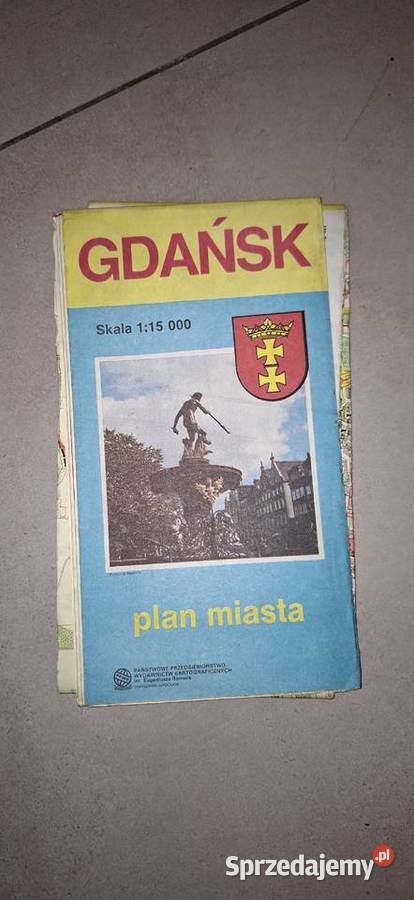 GDAŃSK
Skala 1:15 000
plan miasta
PAŃSTWOWE PRZEDSIĘBIORSTWO
WYDAWNICTW KARTOGRAFICZNYCH
im. Eugeniusza Romera
Sprzedajemy.pl